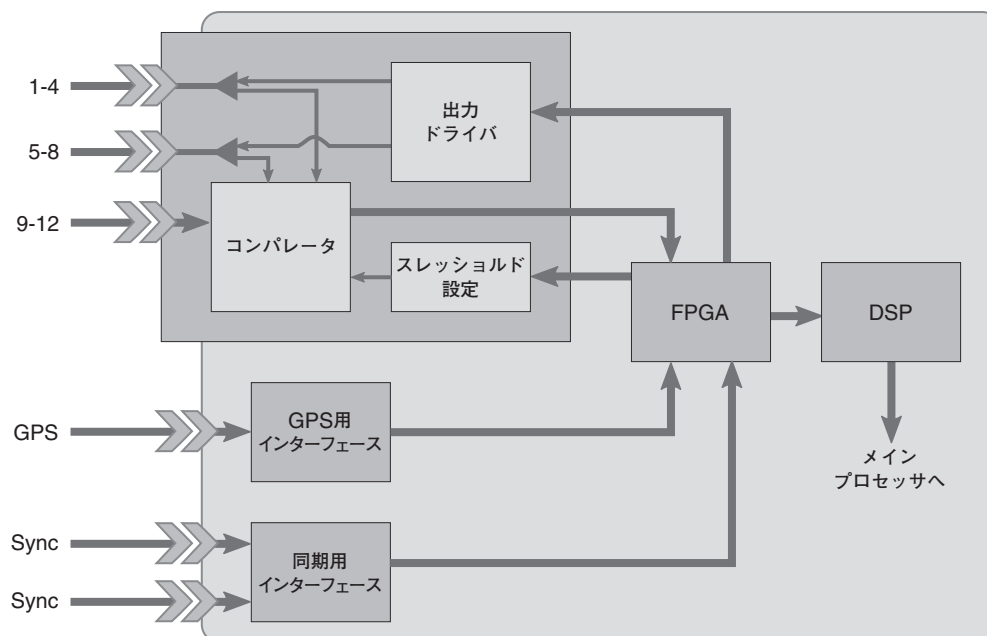 1-4
5-8
9-12
出力
ドライバ
コンパレータ
スレッショルド
設定
FPGA
DSP
GPS
GPS用
インターフェース
メイン
プロセッサへ
Sync
Sync
同期用
インターフェース